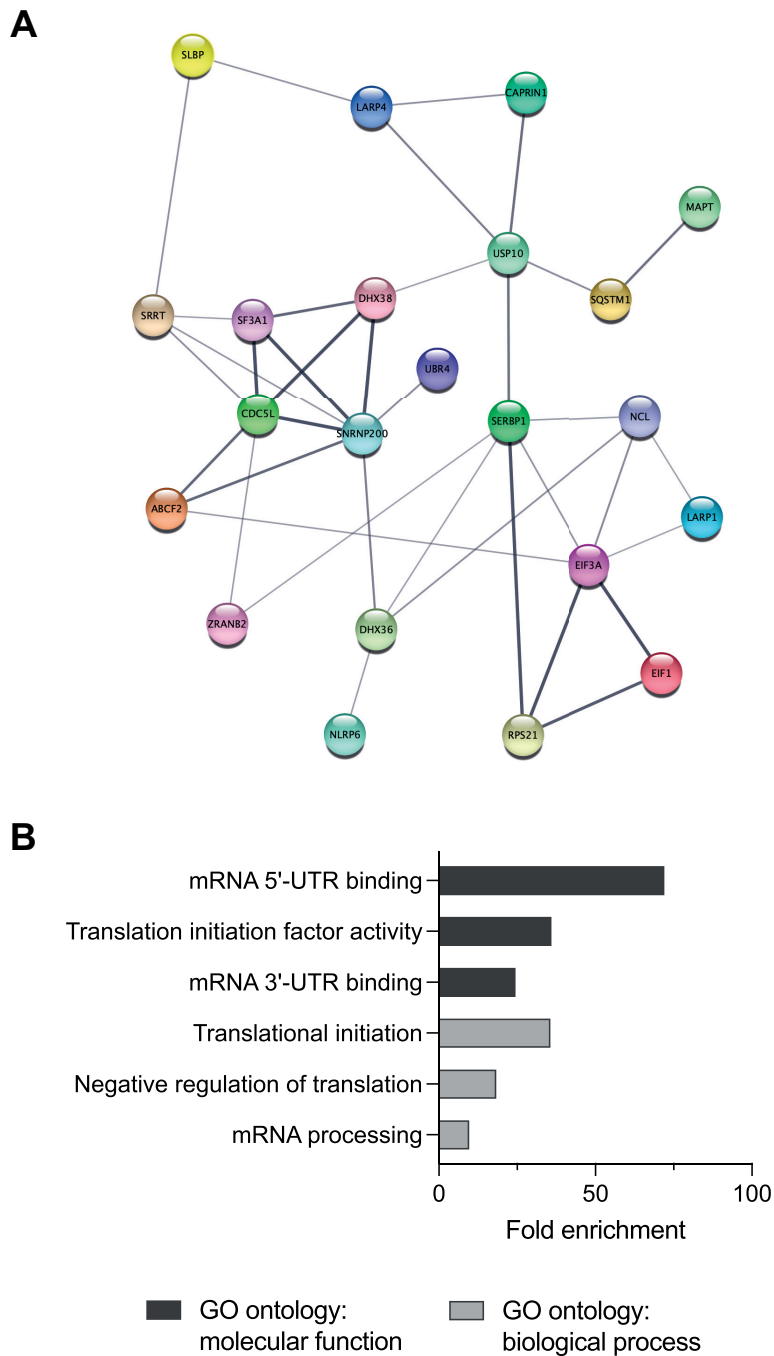 A
SLBP
LARP4
CAPRIN1
MAPT
USP10
SQSTM1
DHX38
SRRT
SF3A1
UBR4
CDC5L
SNRNP200
SERBP1
NCL
ABCF2
LARP1
EIF3A
ZRANB2
DHX36
EIF1
NLRP6
RPS21
B
mRNA 5'-UTR binding
Translation initiation factor activity
mRNA 3'-UTR binding
Translational initiation
Negative regulation of translation
mRNA processing
0 50 100
Fold enrichment
GO ontology:
molecular function
GO ontology:
biological process